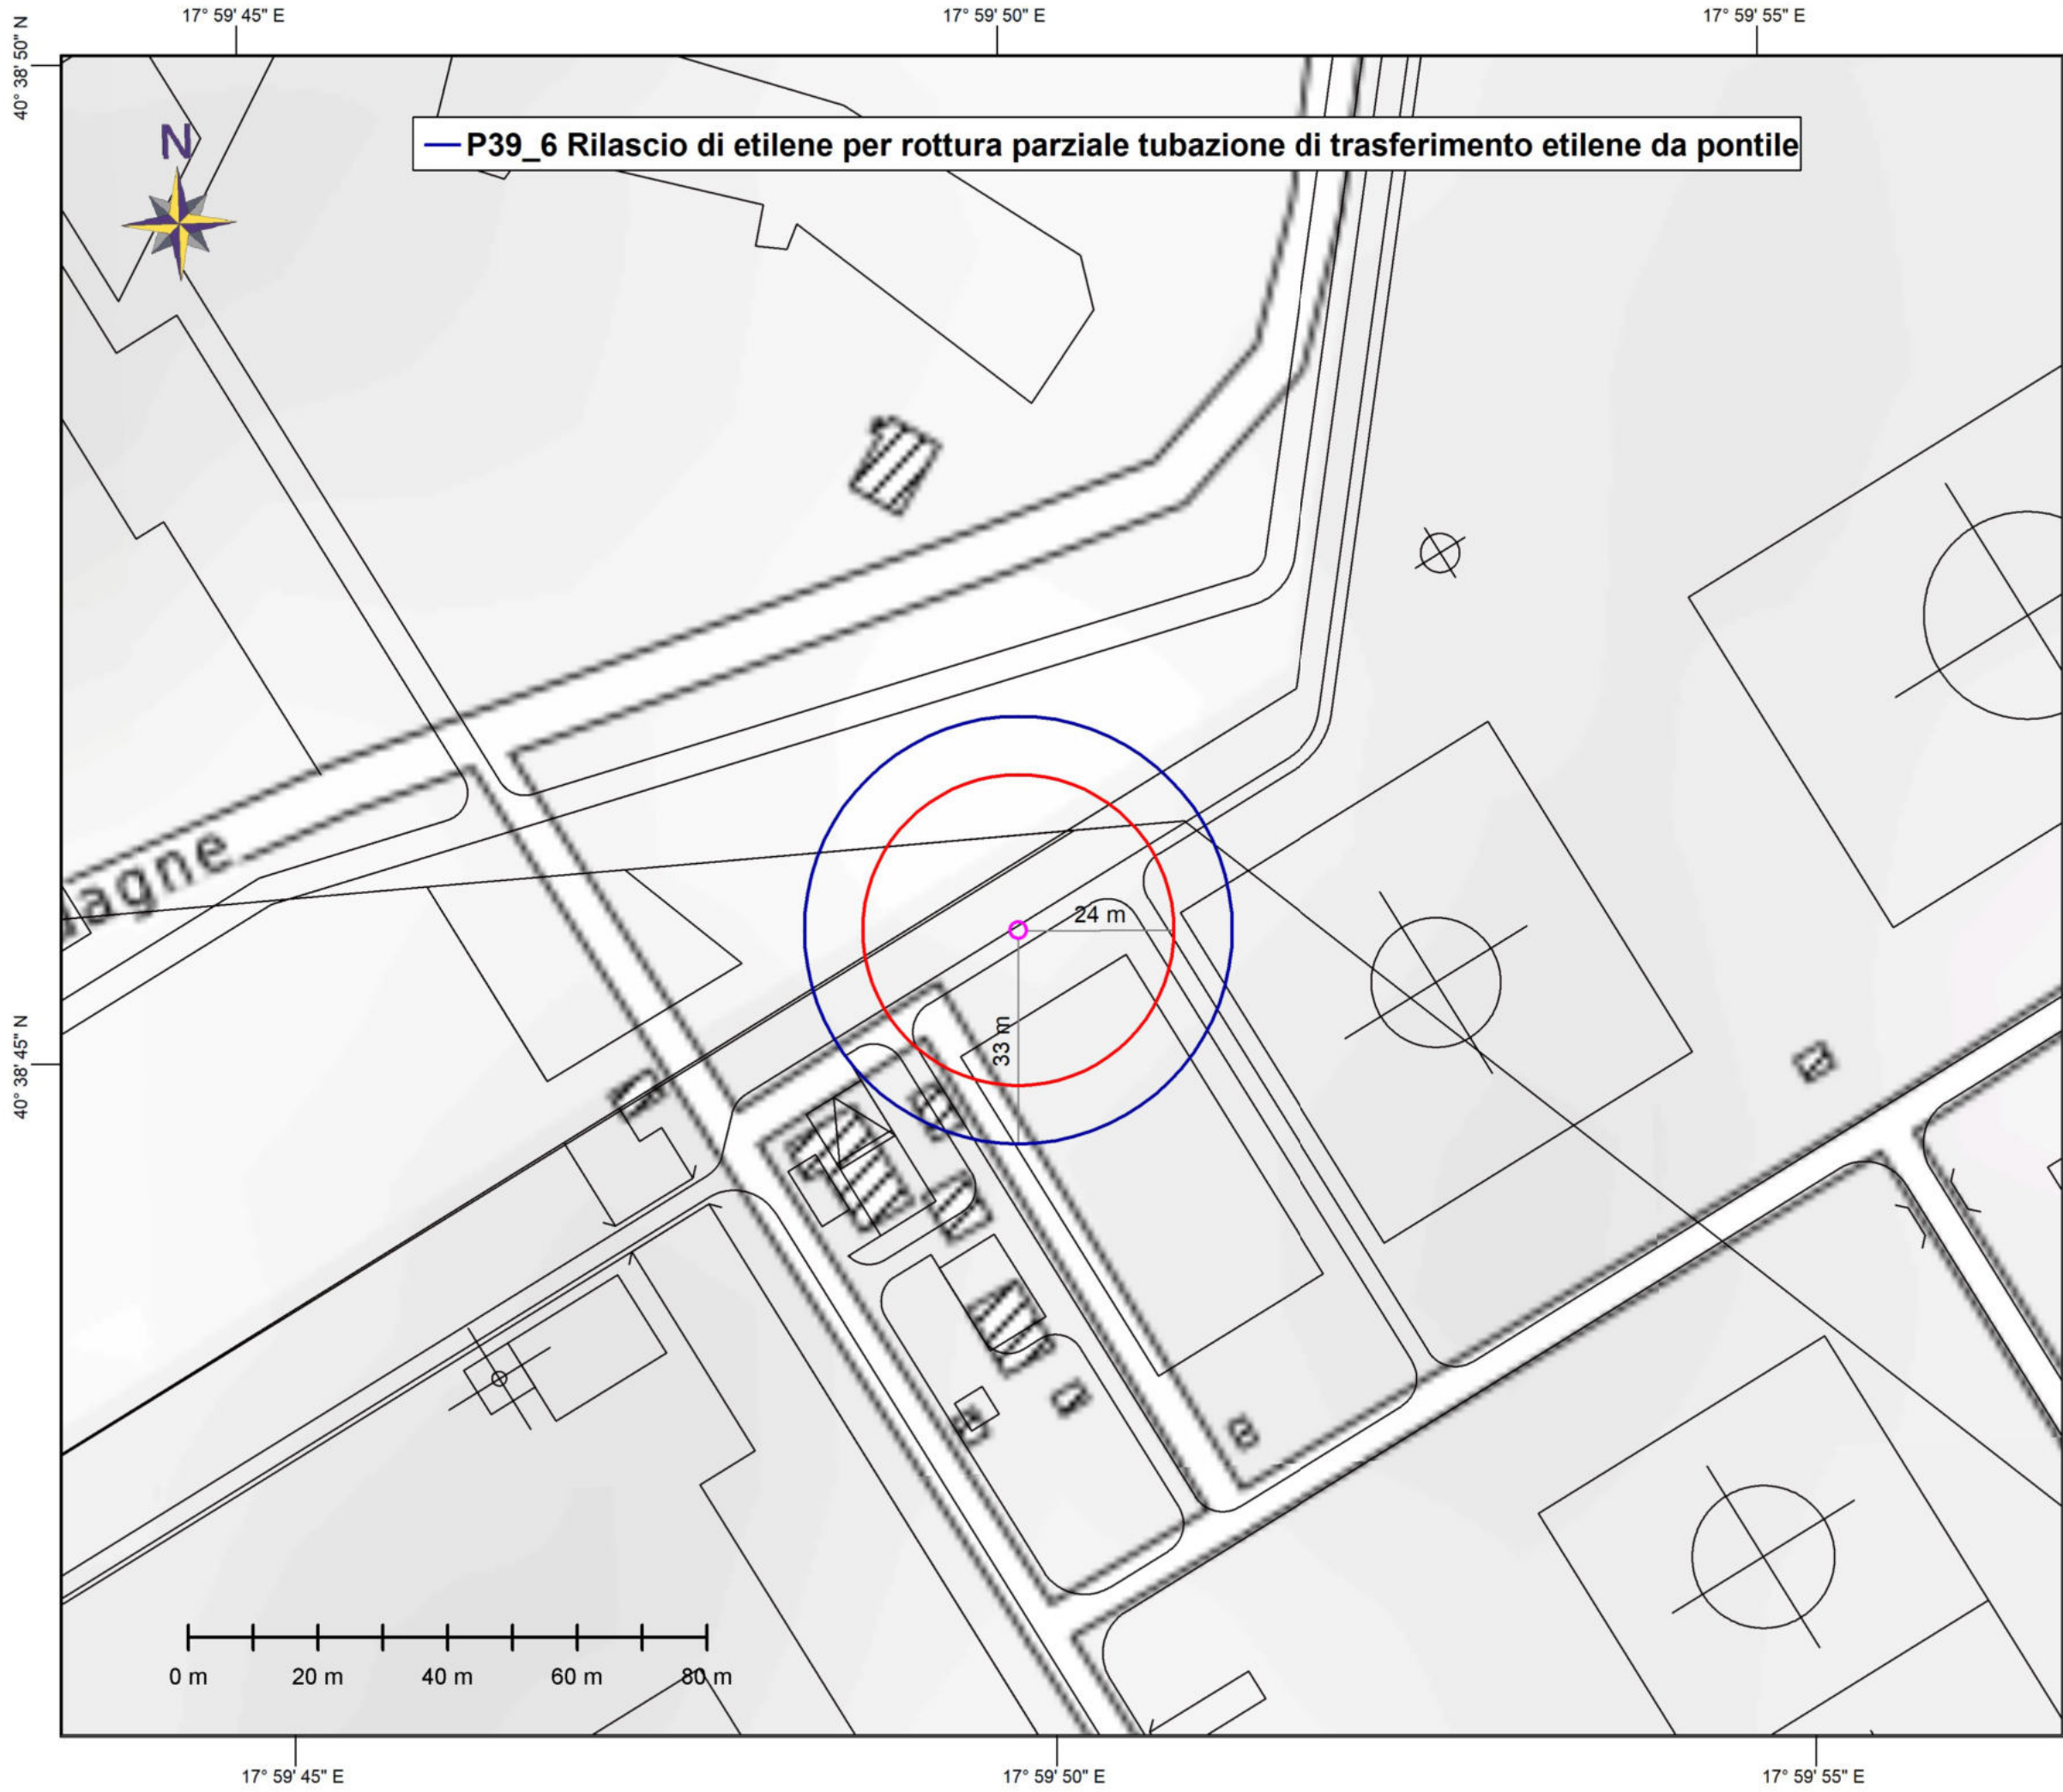 17° 59' 45" E
17° 59' 50" E
17° 59' 55" E
40° 38' 50" N
N
P39_6 Rilascio di etilene per rottura parziale tubazione di trasferimento etilene da pontile
agne
24 m
33 m
40° 38' 45" N
0 m
20 m
40 m
60 m
80 m
17° 59' 45" E
17° 59' 50" E
17° 59' 55" E